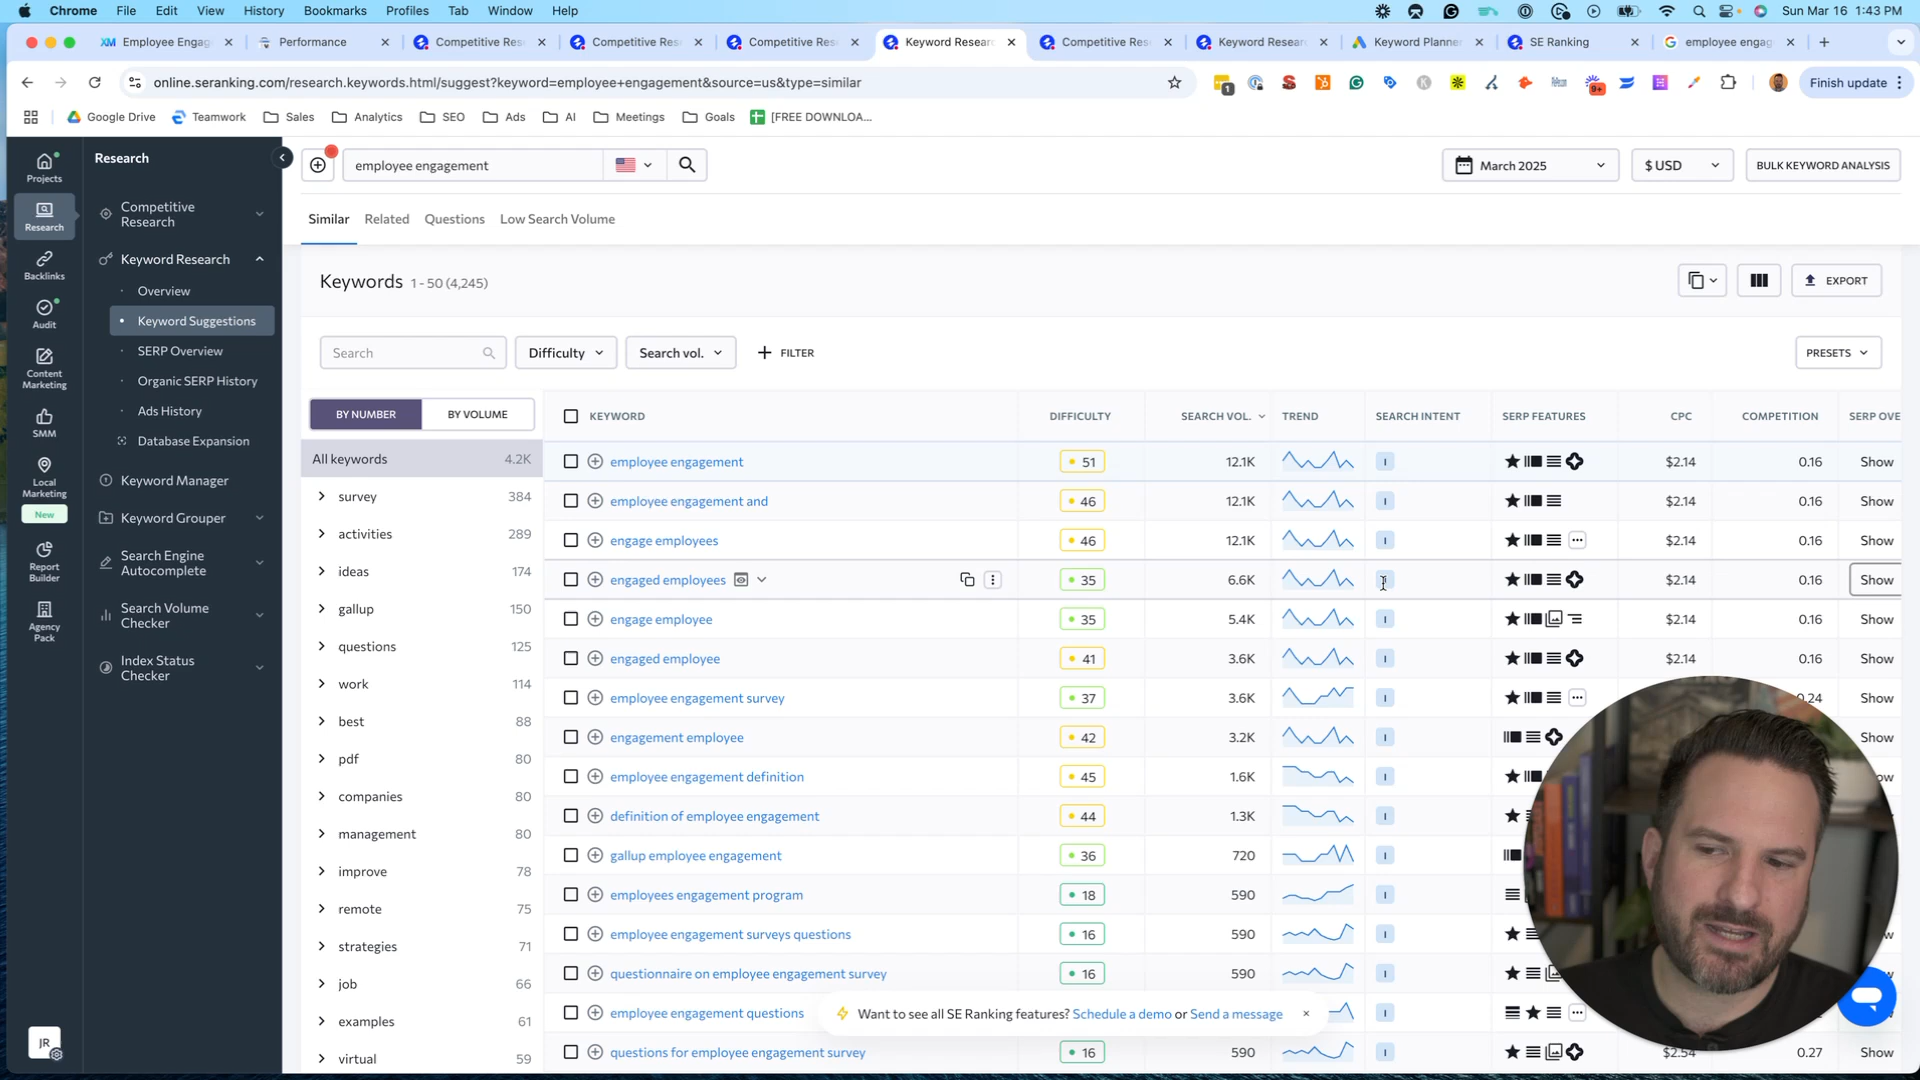 Chrome File Edit View History Bookmarks Profiles Tab Window Help Sun Mar 16 1:43 PM
Employee Engag Performance Competitive Res Competitive Res Competitive Res Keyword Resear Competitive Res Keyword Resear Keyword Planner SE Ranking employee engag
online.seranking.com/research.keywords.html/suggest?keyword=employee+engagement&source=us&type=similar 1 9+ Finish update
Google Drive Teamwork Sales Analytics SEO Ads AI Meetings Goals [FREE DOWNLOA...
Projects
Research
Backlinks
Audit
Content Marketing
SMM
Local Marketing
New
Report Builder
Agency Pack
JR
Research
Competitive Research
Keyword Research
Overview
Keyword Suggestions
SERP Overview
Organic SERP History
Ads History
Database Expansion
Keyword Manager
Keyword Grouper
Search Engine Autocomplete
Search Volume Checker
Index Status Checker
employee engagement March 2025 $ USD BULK KEYWORD ANALYSIS
Similar Related Questions Low Search Volume
Keywords 1 - 50 (4,245) EXPORT
Search Difficulty Search vol. FILTER PRESETS
BY NUMBER BY VOLUME
All keywords 4.2K
survey 384
activities 289
ideas 174
gallup 150
questions 125
work 114
best 88
pdf 80
companies 80
management 80
improve 78
remote 75
strategies 71
job 66
examples 61
virtual 59
KEYWORD DIFFICULTY SEARCH VOL. TREND SEARCH INTENT SERP FEATURES CPC COMPETITION SERP OVE
employee engagement 51 12.1K I $2.14 0.16 Show
employee engagement and 46 12.1K I $2.14 0.16 Show
engage employees 46 12.1K I $2.14 0.16 Show
engaged employees 35 6.6K $2.14 0.16 Show
engage employee 35 5.4K I $2.14 0.16 Show
engaged employee 41 3.6K I $2.14 0.16 Show
employee engagement survey 37 3.6K I 0.24 Show
engagement employee 42 3.2K I Show
employee engagement definition 45 1.6K I ow
definition of employee engagement 44 1.3K I
gallup employee engagement 36 720 I
employees engagement program 18 590 I
employee engagement surveys questions 16 590 I w
questionnaire on employee engagement survey 16 590 I
employee engagement questions I Show
questions for employee engagement survey 16 590 I $2.54 0.27 Show
Want to see all SE Ranking features? Schedule a demo or Send a message